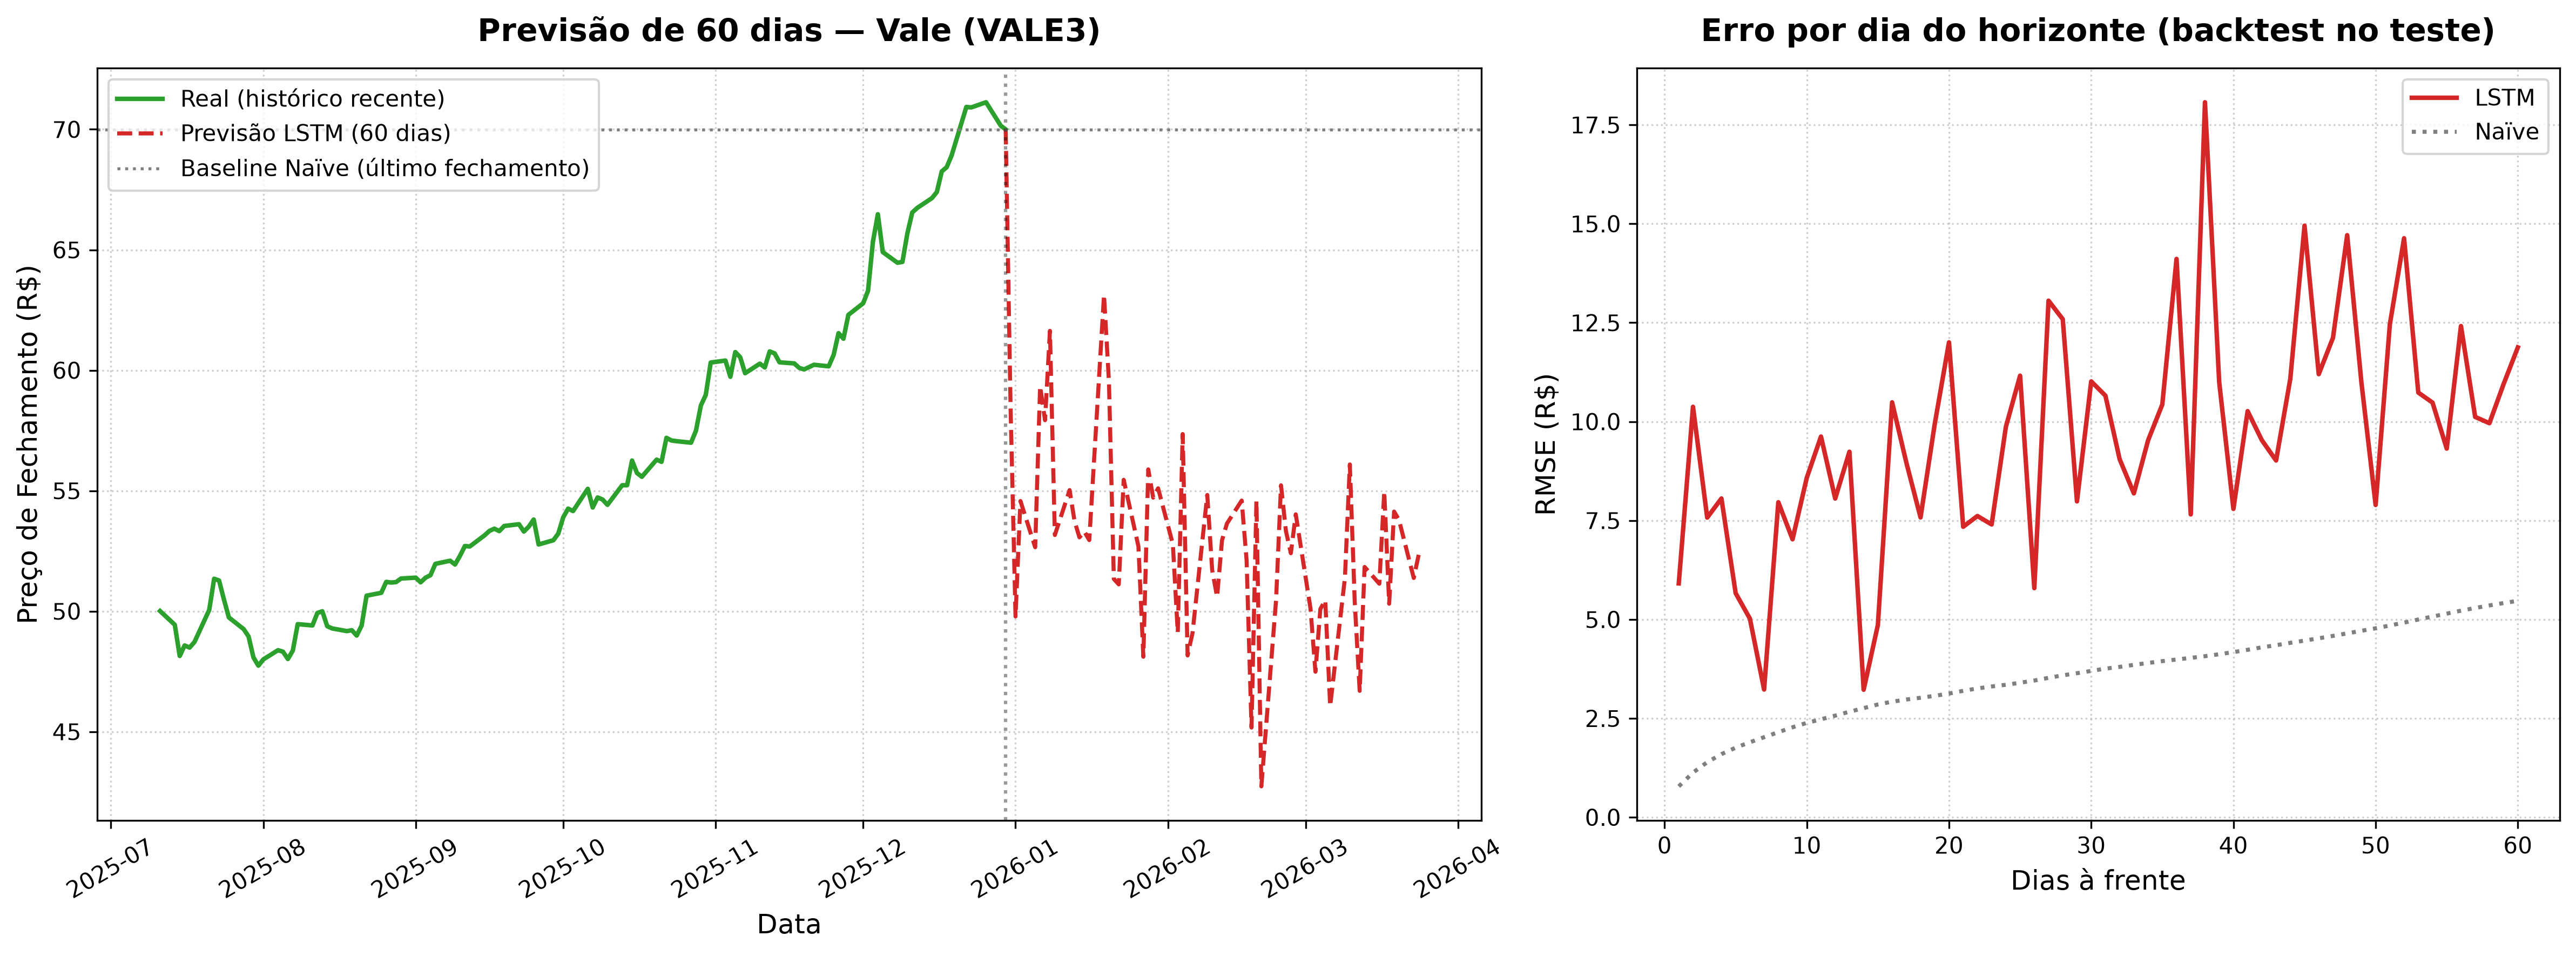 Previsão de 60 dias — Vale (VALE3)
Real (histórico recente)
Previsão LSTM (60 dias)
Baseline Naïve (último fechamento)
Preço de Fechamento (R$)
70
65
60
55
50
45
2025-07
2025-08
2025-09
2025-10
2025-11
2025-12
2026-01
2026-02
2026-03
2026-04
Data
Erro por dia do horizonte (backtest no teste)
LSTM
Naïve
RMSE (R$)
17.5
15.0
12.5
10.0
7.5
5.0
2.5
0.0
0
10
20
30
40
50
60
Dias à frente